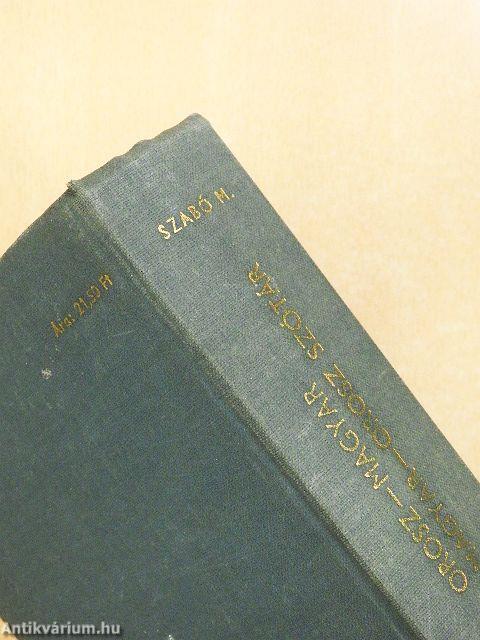 SZABÓ M.
OROSZ—MAGYAR SZÓTÁR
MAGYAR—OROSZ
Ára: 21,50 Ft
Antikvárium.hu